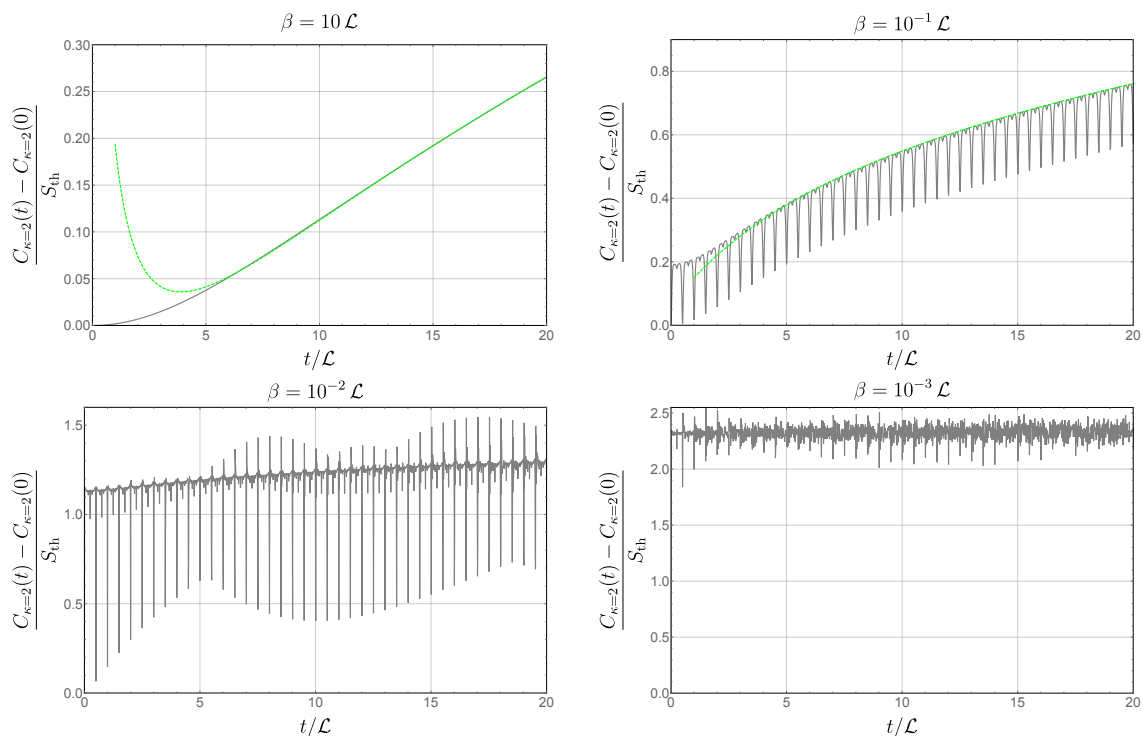 β = 10 ℒ
C_{κ=2}(t) − C_{κ=2}(0)
S_th
0.30
0.25
0.20
0.15
0.10
0.05
0.00
0 5 10 15 20
t/ℒ
β = 10⁻¹ ℒ
C_{κ=2}(t) − C_{κ=2}(0)
S_th
0.8
0.6
0.4
0.2
0.0
0 5 10 15 20
t/ℒ
β = 10⁻² ℒ
C_{κ=2}(t) − C_{κ=2}(0)
S_th
1.5
1.0
0.5
0.0
0 5 10 15 20
t/ℒ
β = 10⁻³ ℒ
C_{κ=2}(t) − C_{κ=2}(0)
S_th
2.5
2.0
1.5
1.0
0.5
0.0
0 5 10 15 20
t/ℒ